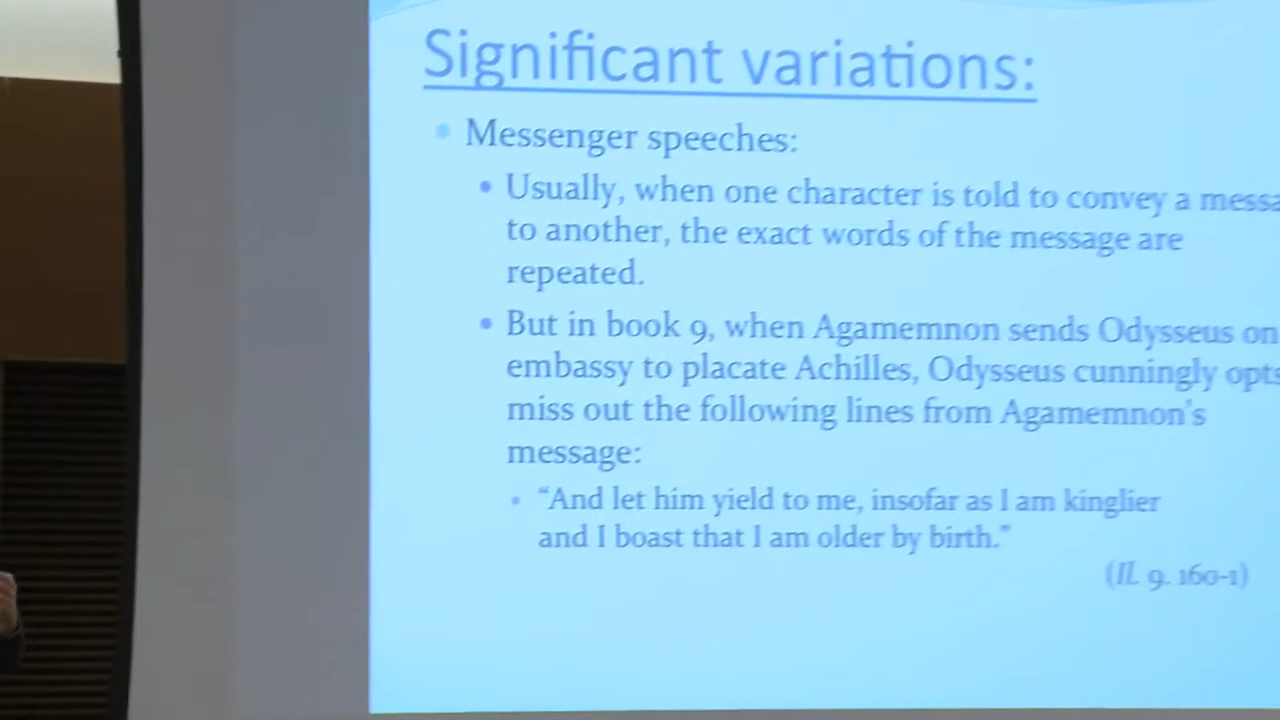 Significant variations:
Messenger speeches:
Usually, when one character is told to convey a messa
to another, the exact words of the message are
repeated.
But in book 9, when Agamemnon sends Odysseus on
embassy to placate Achilles, Odysseus cunningly opts
miss out the following lines from Agamemnon's
message:
“And let him yield to me, insofar as I am kinglier
and I boast that I am older by birth.”
(Il. 9. 160-1)